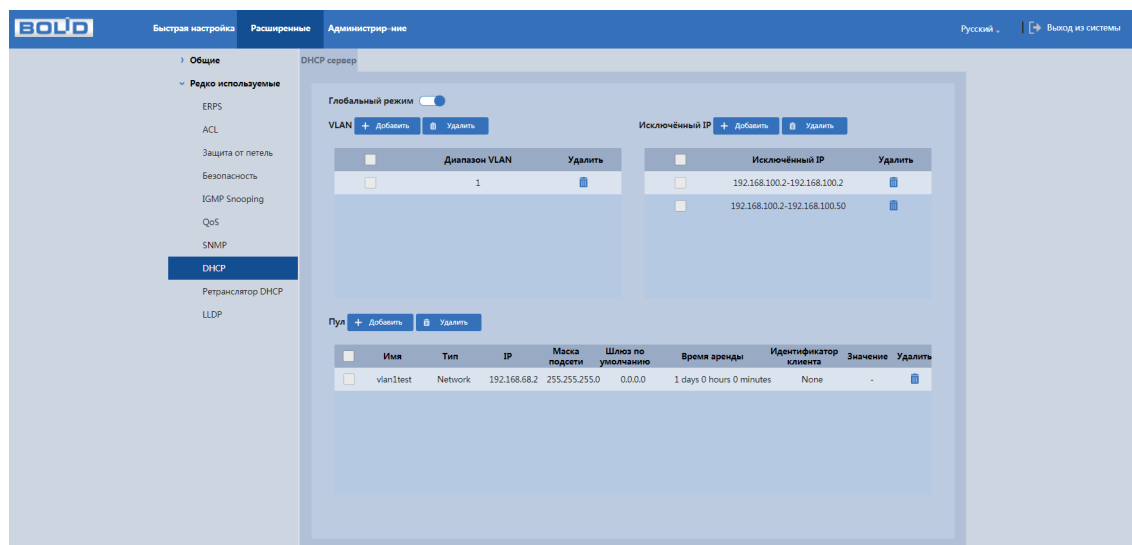 BOLID Быстрая настройка Расширенные Администрир-ние Русский Выход из системы
Общие DHCP сервер
Редко используемые
ERPS
ACL
Защита от петель
Безопасность
IGMP Snooping
QoS
SNMP
DHCP
Ретранслятор DHCP
LLDP
Глобальный режим
VLAN + Добавить Удалить Исключённый IP + Добавить Удалить
Диапазон VLAN Удалить Исключённый IP Удалить
1 192.168.100.2-192.168.100.2
192.168.100.2-192.168.100.50
Пул + Добавить Удалить
Имя Тип IP Маска подсети Шлюз по умолчанию Время аренды Идентификатор клиента Значение Удалить
vlan1test Network 192.168.68.2 255.255.255.0 0.0.0.0 1 days 0 hours 0 minutes None -